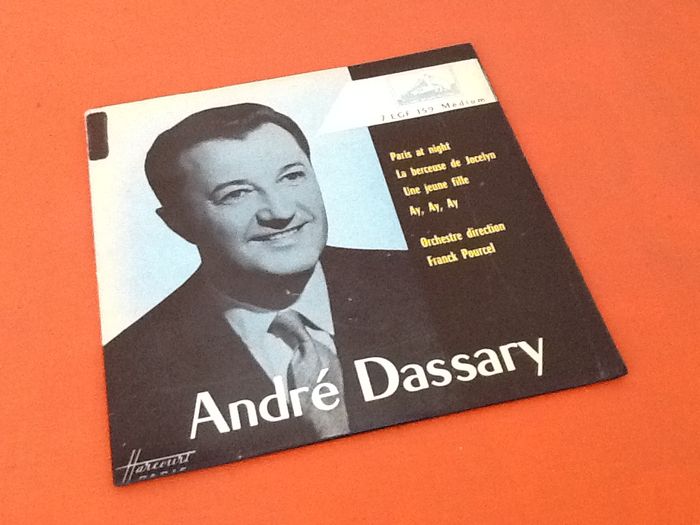 7 EGF 159 Medium
Paris at night
La berceuse de Jocelyn
Une jeune fille
Ay, Ay, Ay
Orchestre direction
Franck Pourcel
André Dassary
Harcourt
PARIS